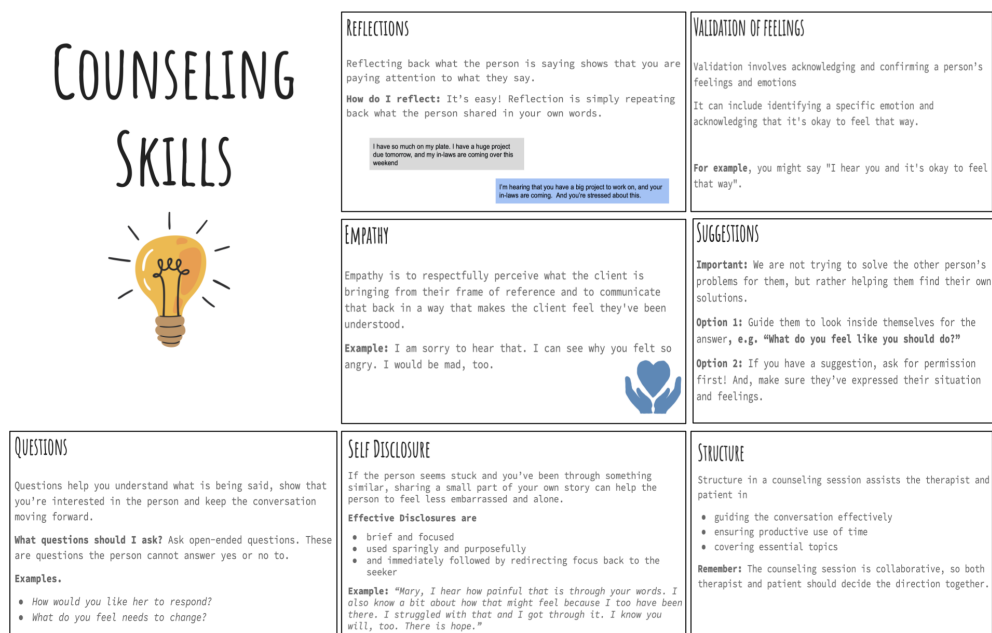 COUNSELING
SKILLS
REFLECTIONS
Reflecting back what the person is saying shows that you are
paying attention to what they say.
How do I reflect: It's easy! Reflection is simply repeating
back what the person shared in your own words.
I have so much on my plate. I have a huge project
due tomorrow, and my in-laws are coming over this
weekend
I'm hearing that you have a big project to work on, and your
in-laws are coming. And you're stressed about this.
VALIDATION OF FEELINGS
Validation involves acknowledging and confirming a person's
feelings and emotions
It can include identifying a specific emotion and
acknowledging that it's okay to feel that way.
For example, you might say "I hear you and it's okay to feel
that way".
EMPATHY
Empathy is to respectfully perceive what the client is
bringing from their frame of reference and to communicate
that back in a way that makes the client feel they've been
understood.
Example: I am sorry to hear that. I can see why you felt so
angry. I would be mad, too.
SUGGESTIONS
Important: We are not trying to solve the other person's
problems for them, but rather helping them find their own
solutions.
Option 1: Guide them to look inside themselves for the
answer, e.g. “What do you feel like you should do?”
Option 2: If you have a suggestion, ask for permission
first! And, make sure they've expressed their situation
and feelings.
QUESTIONS
Questions help you understand what is being said, show that
you're interested in the person and keep the conversation
moving forward.
What questions should I ask? Ask open-ended questions. These
are questions the person cannot answer yes or no to.
Examples.
● How would you like her to respond?
● What do you feel needs to change?
SELF DISCLOSURE
If the person seems stuck and you've been through something
similar, sharing a small part of your own story can help the
person to feel less embarrassed and alone.
Effective Disclosures are
● brief and focused
● used sparingly and purposefully
● and immediately followed by redirecting focus back to the
seeker
Example: “Mary, I hear how painful that is through your words. I
also know a bit about how that might feel because I too have been
there. I struggled with that and I got through it. I know you
will, too. There is hope.”
STRUCTURE
Structure in a counseling session assists the therapist and
patient in
● guiding the conversation effectively
● ensuring productive use of time
● covering essential topics
Remember: The counseling session is collaborative, so both
therapist and patient should decide the direction together.